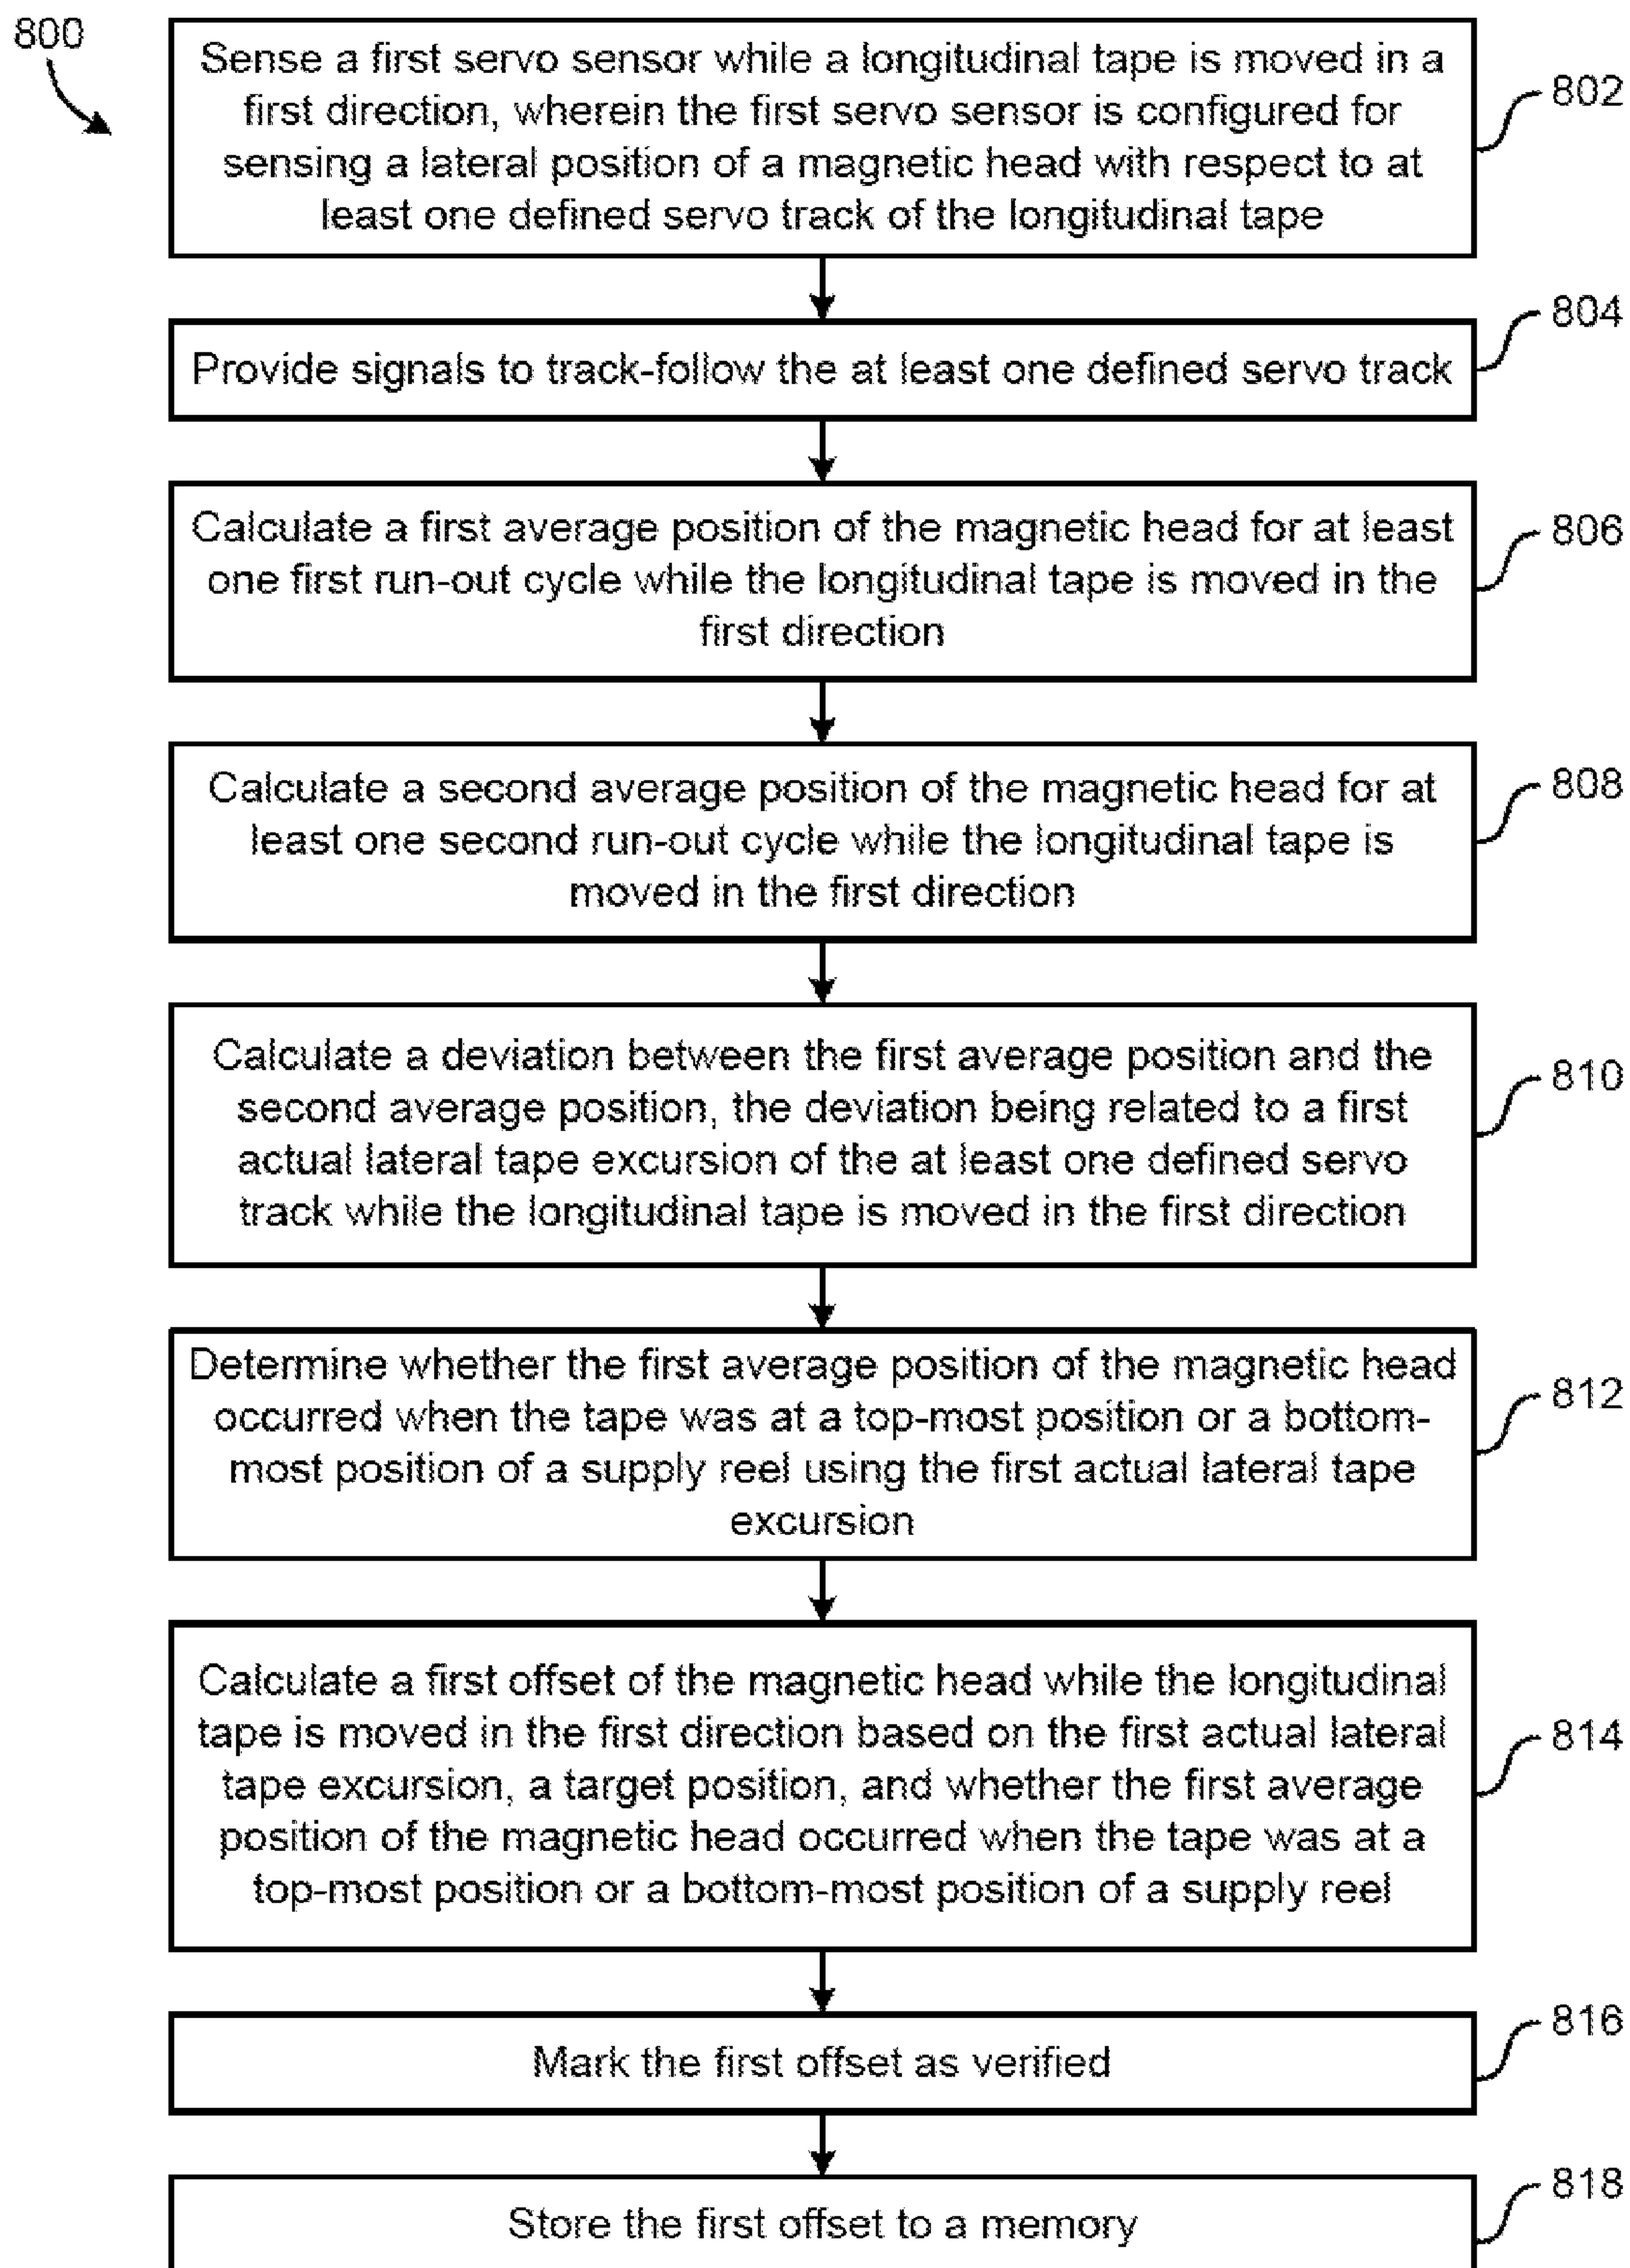 800
Sense a first servo sensor while a longitudinal tape is moved in a
first direction, wherein the first servo sensor is configured for
sensing a lateral position of a magnetic head with respect to at
least one defined servo track of the longitudinal tape
802
Provide signals to track-follow the at least one defined servo track
804
Calculate a first average position of the magnetic head for at least
one first run-out cycle while the longitudinal tape is moved in the
first direction
806
Calculate a second average position of the magnetic head for at
least one second run-out cycle while the longitudinal tape is
moved in the first direction
808
Calculate a deviation between the first average position and the
second average position, the deviation being related to a first
actual lateral tape excursion of the at least one defined servo
track while the longitudinal tape is moved in the first direction
810
Determine whether the first average position of the magnetic head
occurred when the tape was at a top-most position or a bottom-
most position of a supply reel using the first actual lateral tape
excursion
812
Calculate a first offset of the magnetic head while the longitudinal
tape is moved in the first direction based on the first actual lateral
tape excursion, a target position, and whether the first average
position of the magnetic head occurred when the tape was at a
top-most position or a bottom-most position of a supply reel
814
Mark the first offset as verified
816
Store the first offset to a memory
818